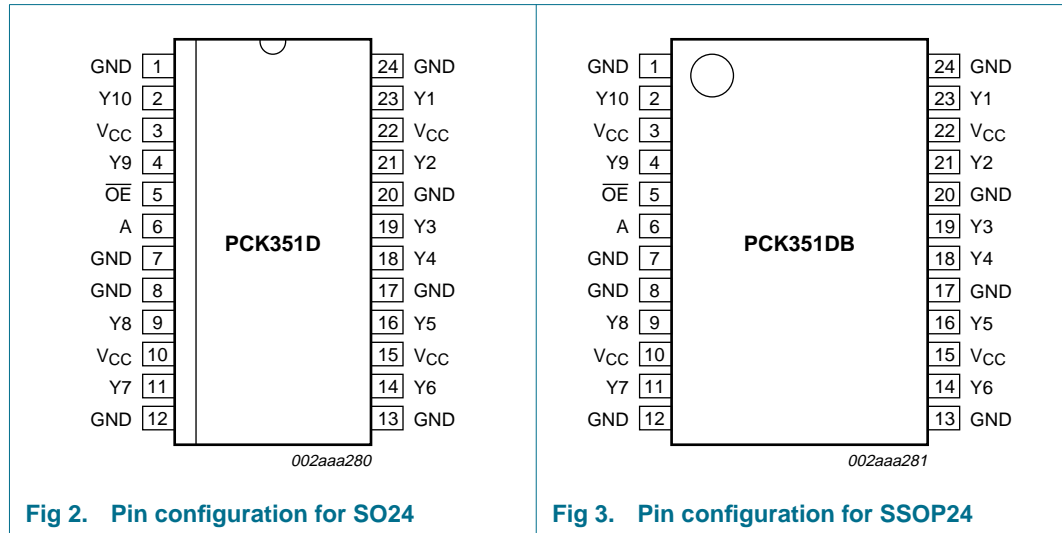 GND 1
Y10 2
VCC 3
Y9 4
O̅E̅ 5
A 6
GND 7
GND 8
Y8 9
VCC 10
Y7 11
GND 12
PCK351D
24 GND
23 Y1
22 VCC
21 Y2
20 GND
19 Y3
18 Y4
17 GND
16 Y5
15 VCC
14 Y6
13 GND
002aaa280
Fig 2. Pin configuration for SO24
GND 1
Y10 2
VCC 3
Y9 4
O̅E̅ 5
A 6
GND 7
GND 8
Y8 9
VCC 10
Y7 11
GND 12
PCK351DB
24 GND
23 Y1
22 VCC
21 Y2
20 GND
19 Y3
18 Y4
17 GND
16 Y5
15 VCC
14 Y6
13 GND
002aaa281
Fig 3. Pin configuration for SSOP24